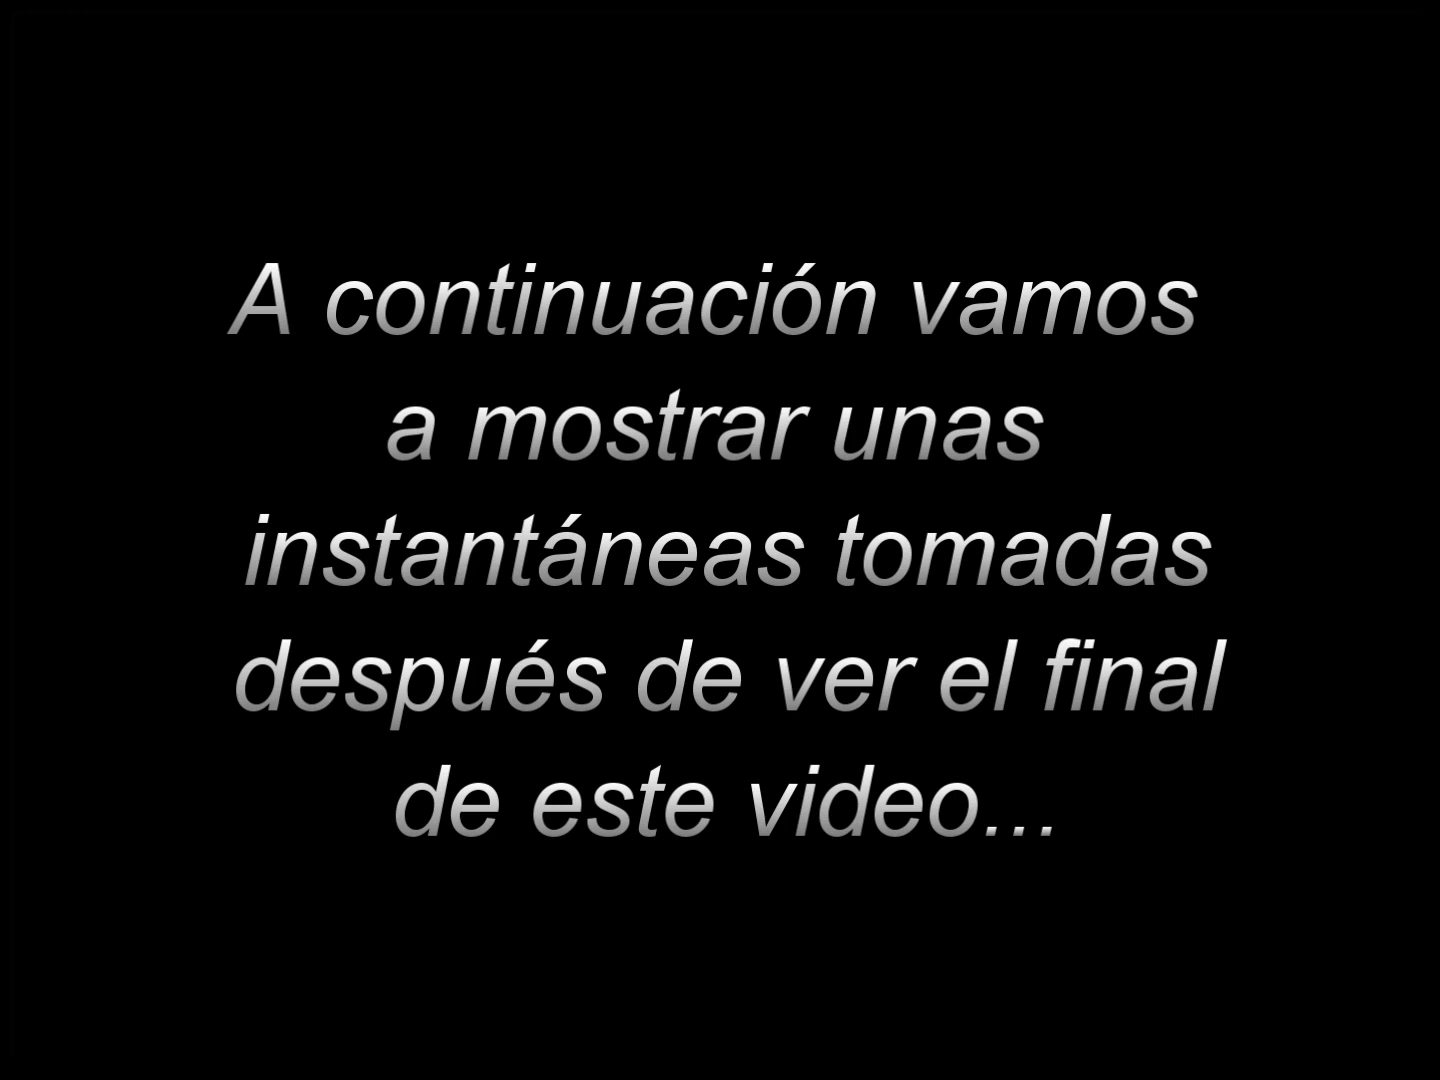 A continuación vamos
a mostrar unas
instantáneas tomadas
después de ver el final
de este video...